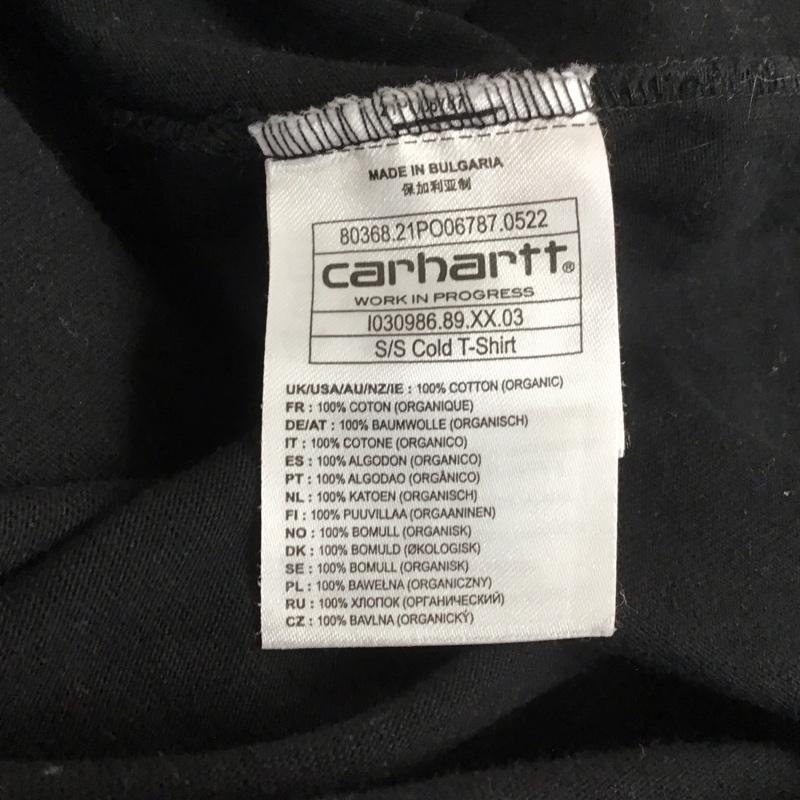 MADE IN BULGARIA
保加利亚制
80368.21PO06787.0522
carhartt®
WORK IN PROGRESS
I030986.89.XX.03
S/S Cold T-Shirt
UK/USA/AU/NZ/IE : 100% COTTON (ORGANIC)
FR : 100% COTON (ORGANIQUE)
DE/AT : 100% BAUMWOLLE (ORGANISCH)
IT : 100% COTONE (ORGANICO)
ES : 100% ALGODON (ORGANICO)
PT : 100% ALGODAO (ORGÂNICO)
NL : 100% KATOEN (ORGANISCH)
FI : 100% PUUVILLAA (ORGAANINEN)
NO : 100% BOMULL (ORGANISK)
DK : 100% BOMULD (ØKOLOGISK)
SE : 100% BOMULL (ORGANISK)
PL : 100% BAWEŁNA (ORGANICZNY)
RU : 100% ХЛОПОК (ОРГАНИЧЕСКИЙ)
CZ : 100% BAVLNA (ORGANICKÝ)